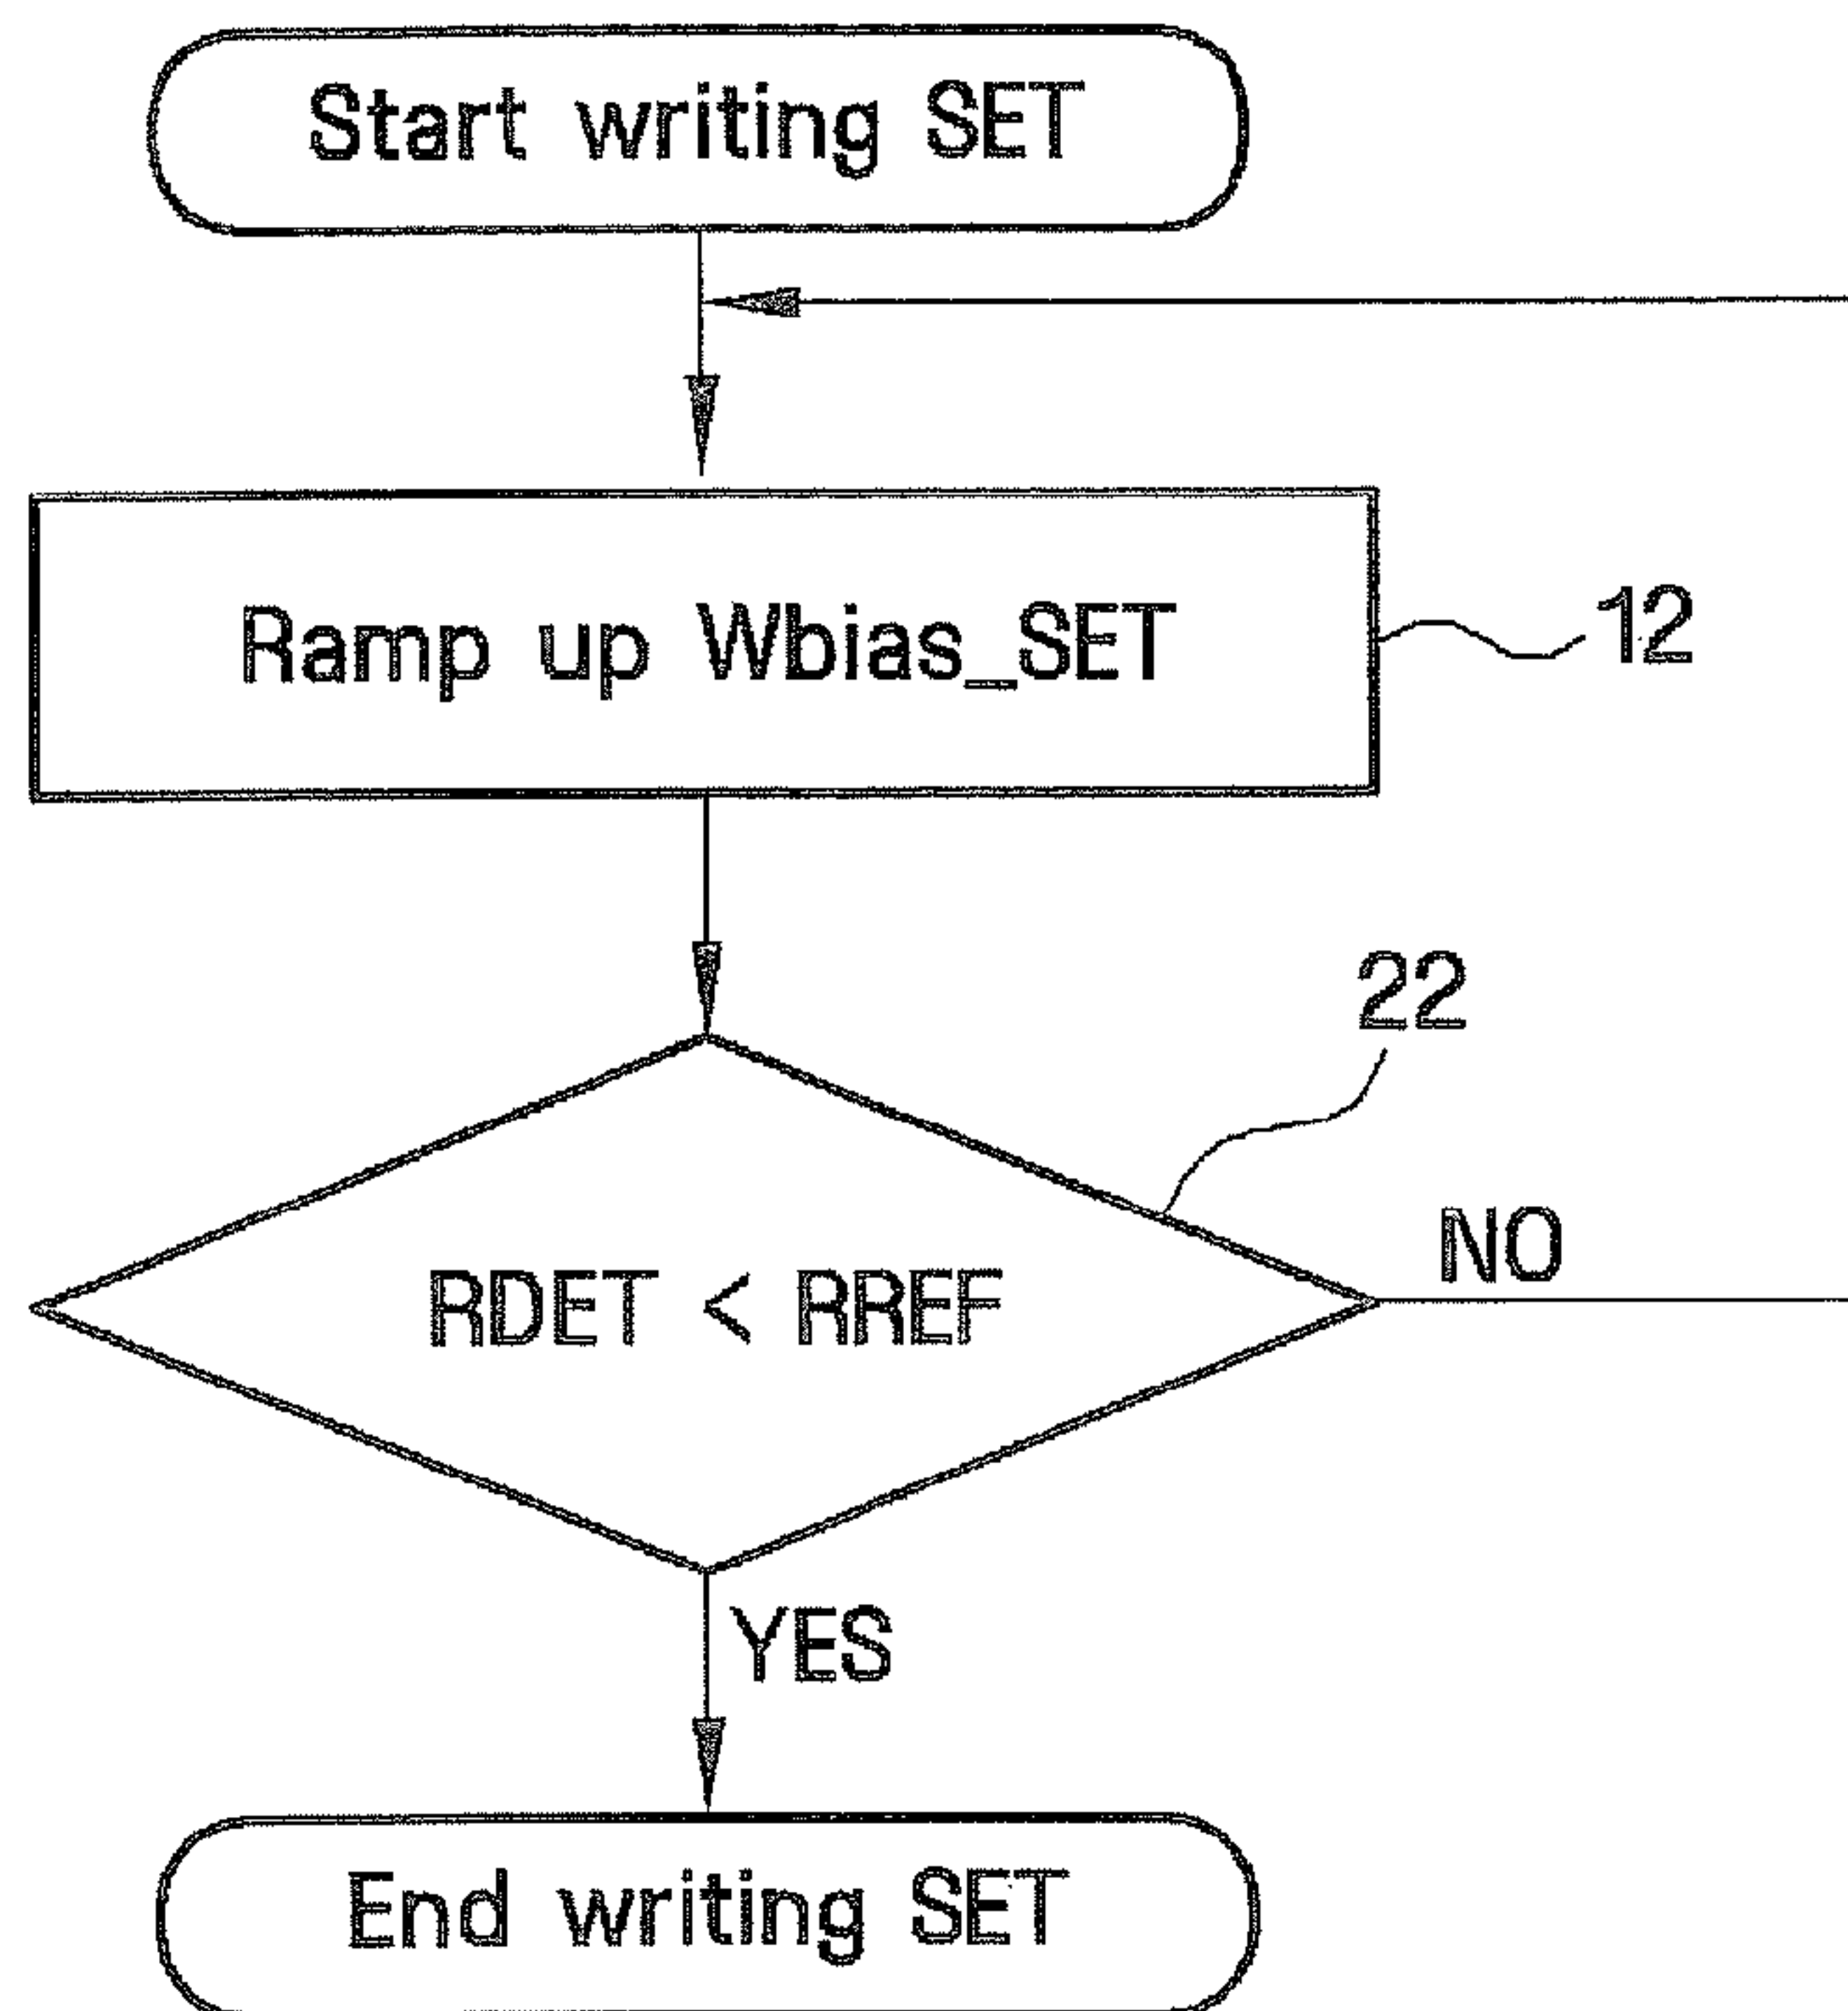 Start writing SET
Ramp up Wbias_SET
12
22
RDET < RREF
NO
YES
End writing SET